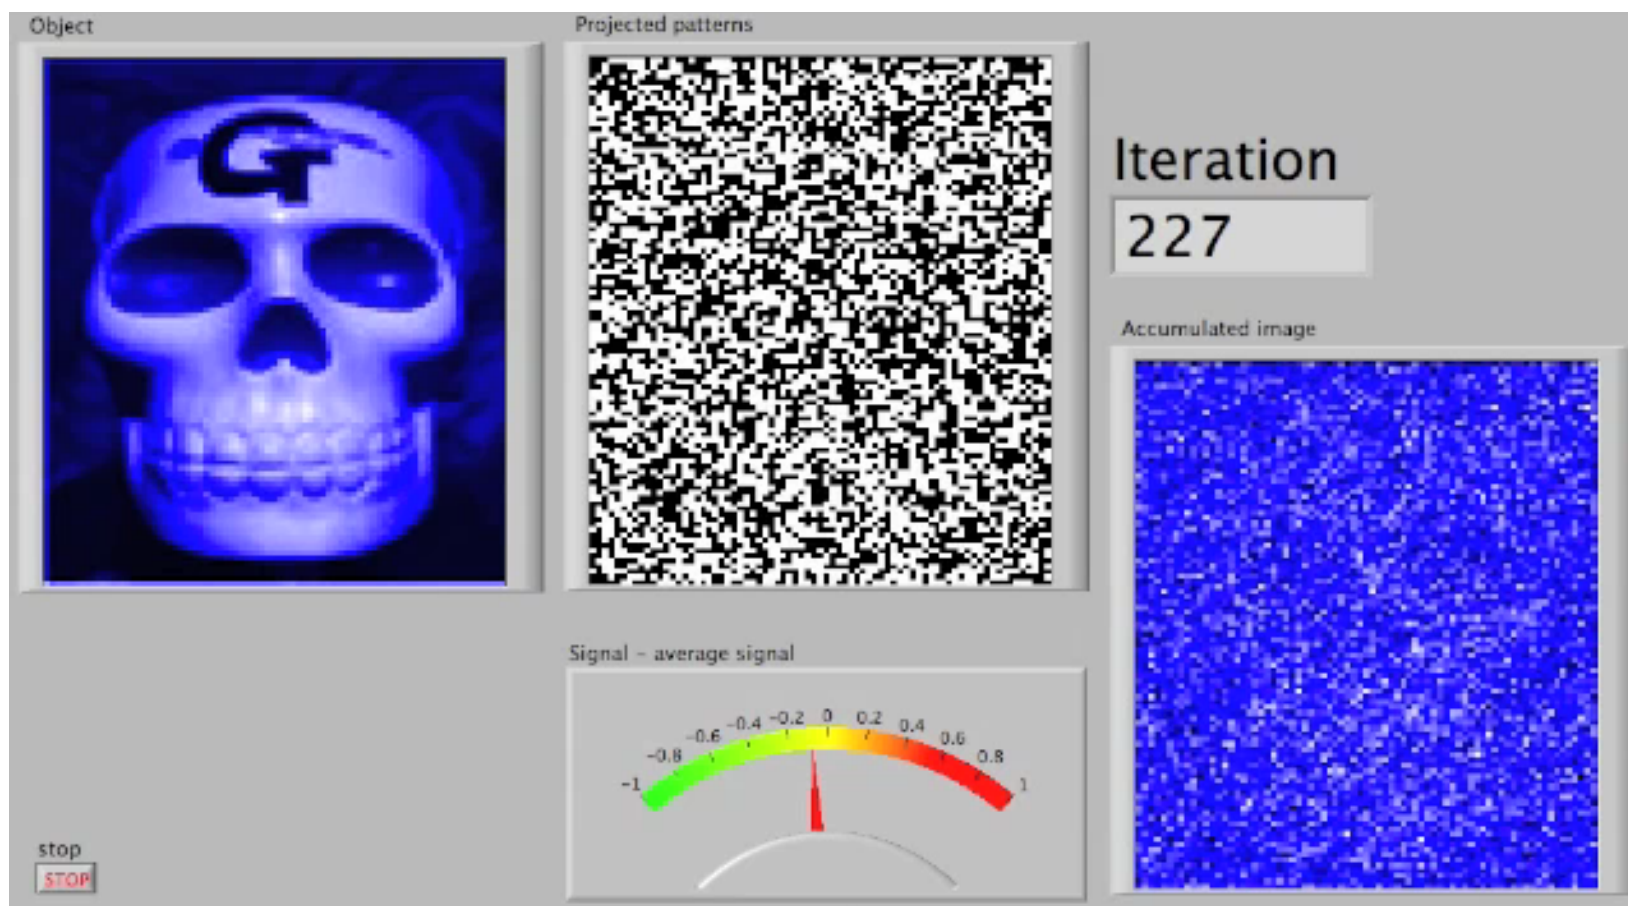 Object
Projected patterns
G
Iteration
227
Accumulated image
Signal - average signal
-1
-0.8
-0.6
-0.4
-0.2
0
0.2
0.4
0.6
0.8
1
stop
STOP